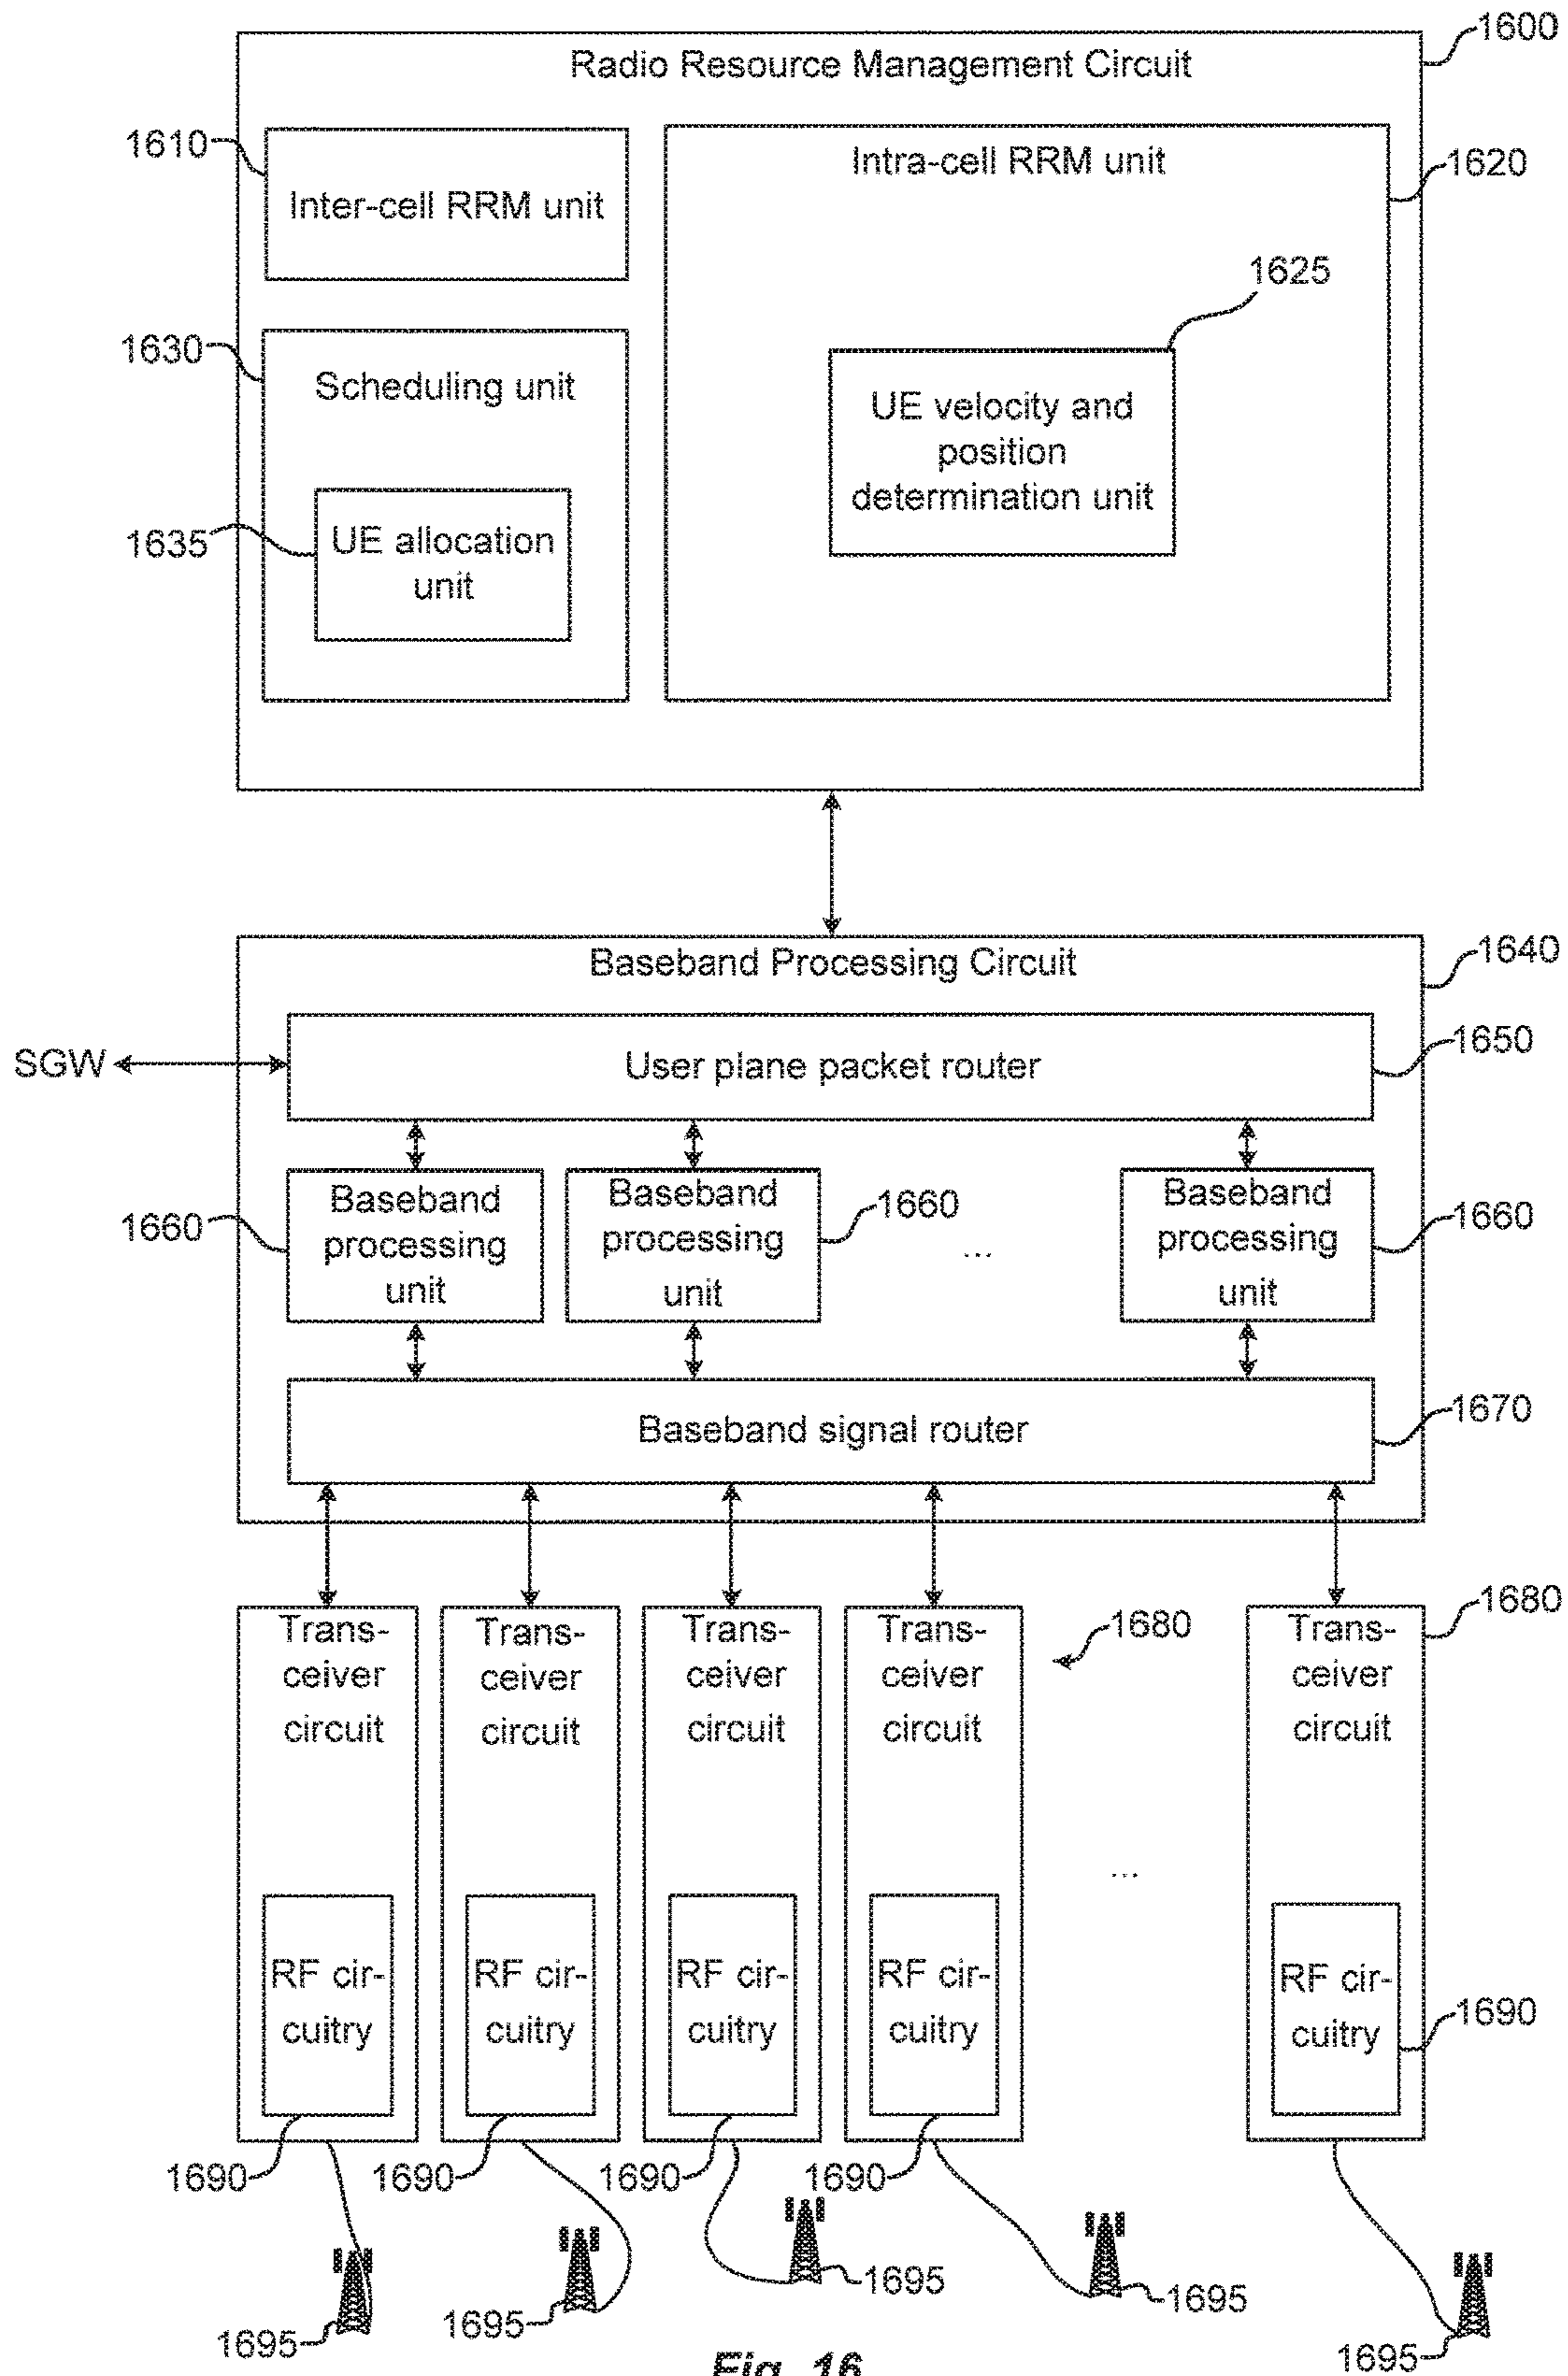 1600
Radio Resource Management Circuit
1610
Inter-cell RRM unit
Intra-cell RRM unit
1620
1625
UE velocity and
position
determination unit
1630
Scheduling unit
1635
UE allocation
unit
Baseband Processing Circuit
1640
SGW
User plane packet router
1650
1660
Baseband
processing
unit
Baseband
processing
unit
1660
...
Baseband
processing
unit
1660
Baseband signal router
1670
Trans-
ceiver
circuit
Trans-
ceiver
circuit
Trans-
ceiver
circuit
Trans-
ceiver
circuit
1680
...
Trans-
ceiver
circuit
1680
RF cir-
cuitry
RF cir-
cuitry
RF cir-
cuitry
RF cir-
cuitry
RF cir-
cuitry
1690
1690
1690
1690
1690
1695
1695
1695
1695
1695
Fig. 16